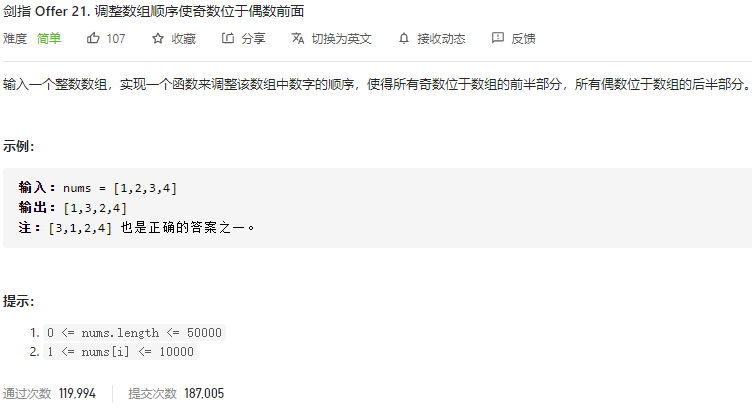 剑指 Offer 21. 调整数组顺序使奇数位于偶数前面
难度 简单 107 收藏 分享 切换为英文 接收动态 反馈
输入一个整数数组，实现一个函数来调整该数组中数字的顺序，使得所有奇数位于数组的前半部分，所有偶数位于数组的后半部分。
示例：
输入：nums = [1,2,3,4]
输出：[1,3,2,4]
注：[3,1,2,4] 也是正确的答案之一。
提示：
1. 0 <= nums.length <= 50000
2. 1 <= nums[i] <= 10000
通过次数 119,994 提交次数 187,005